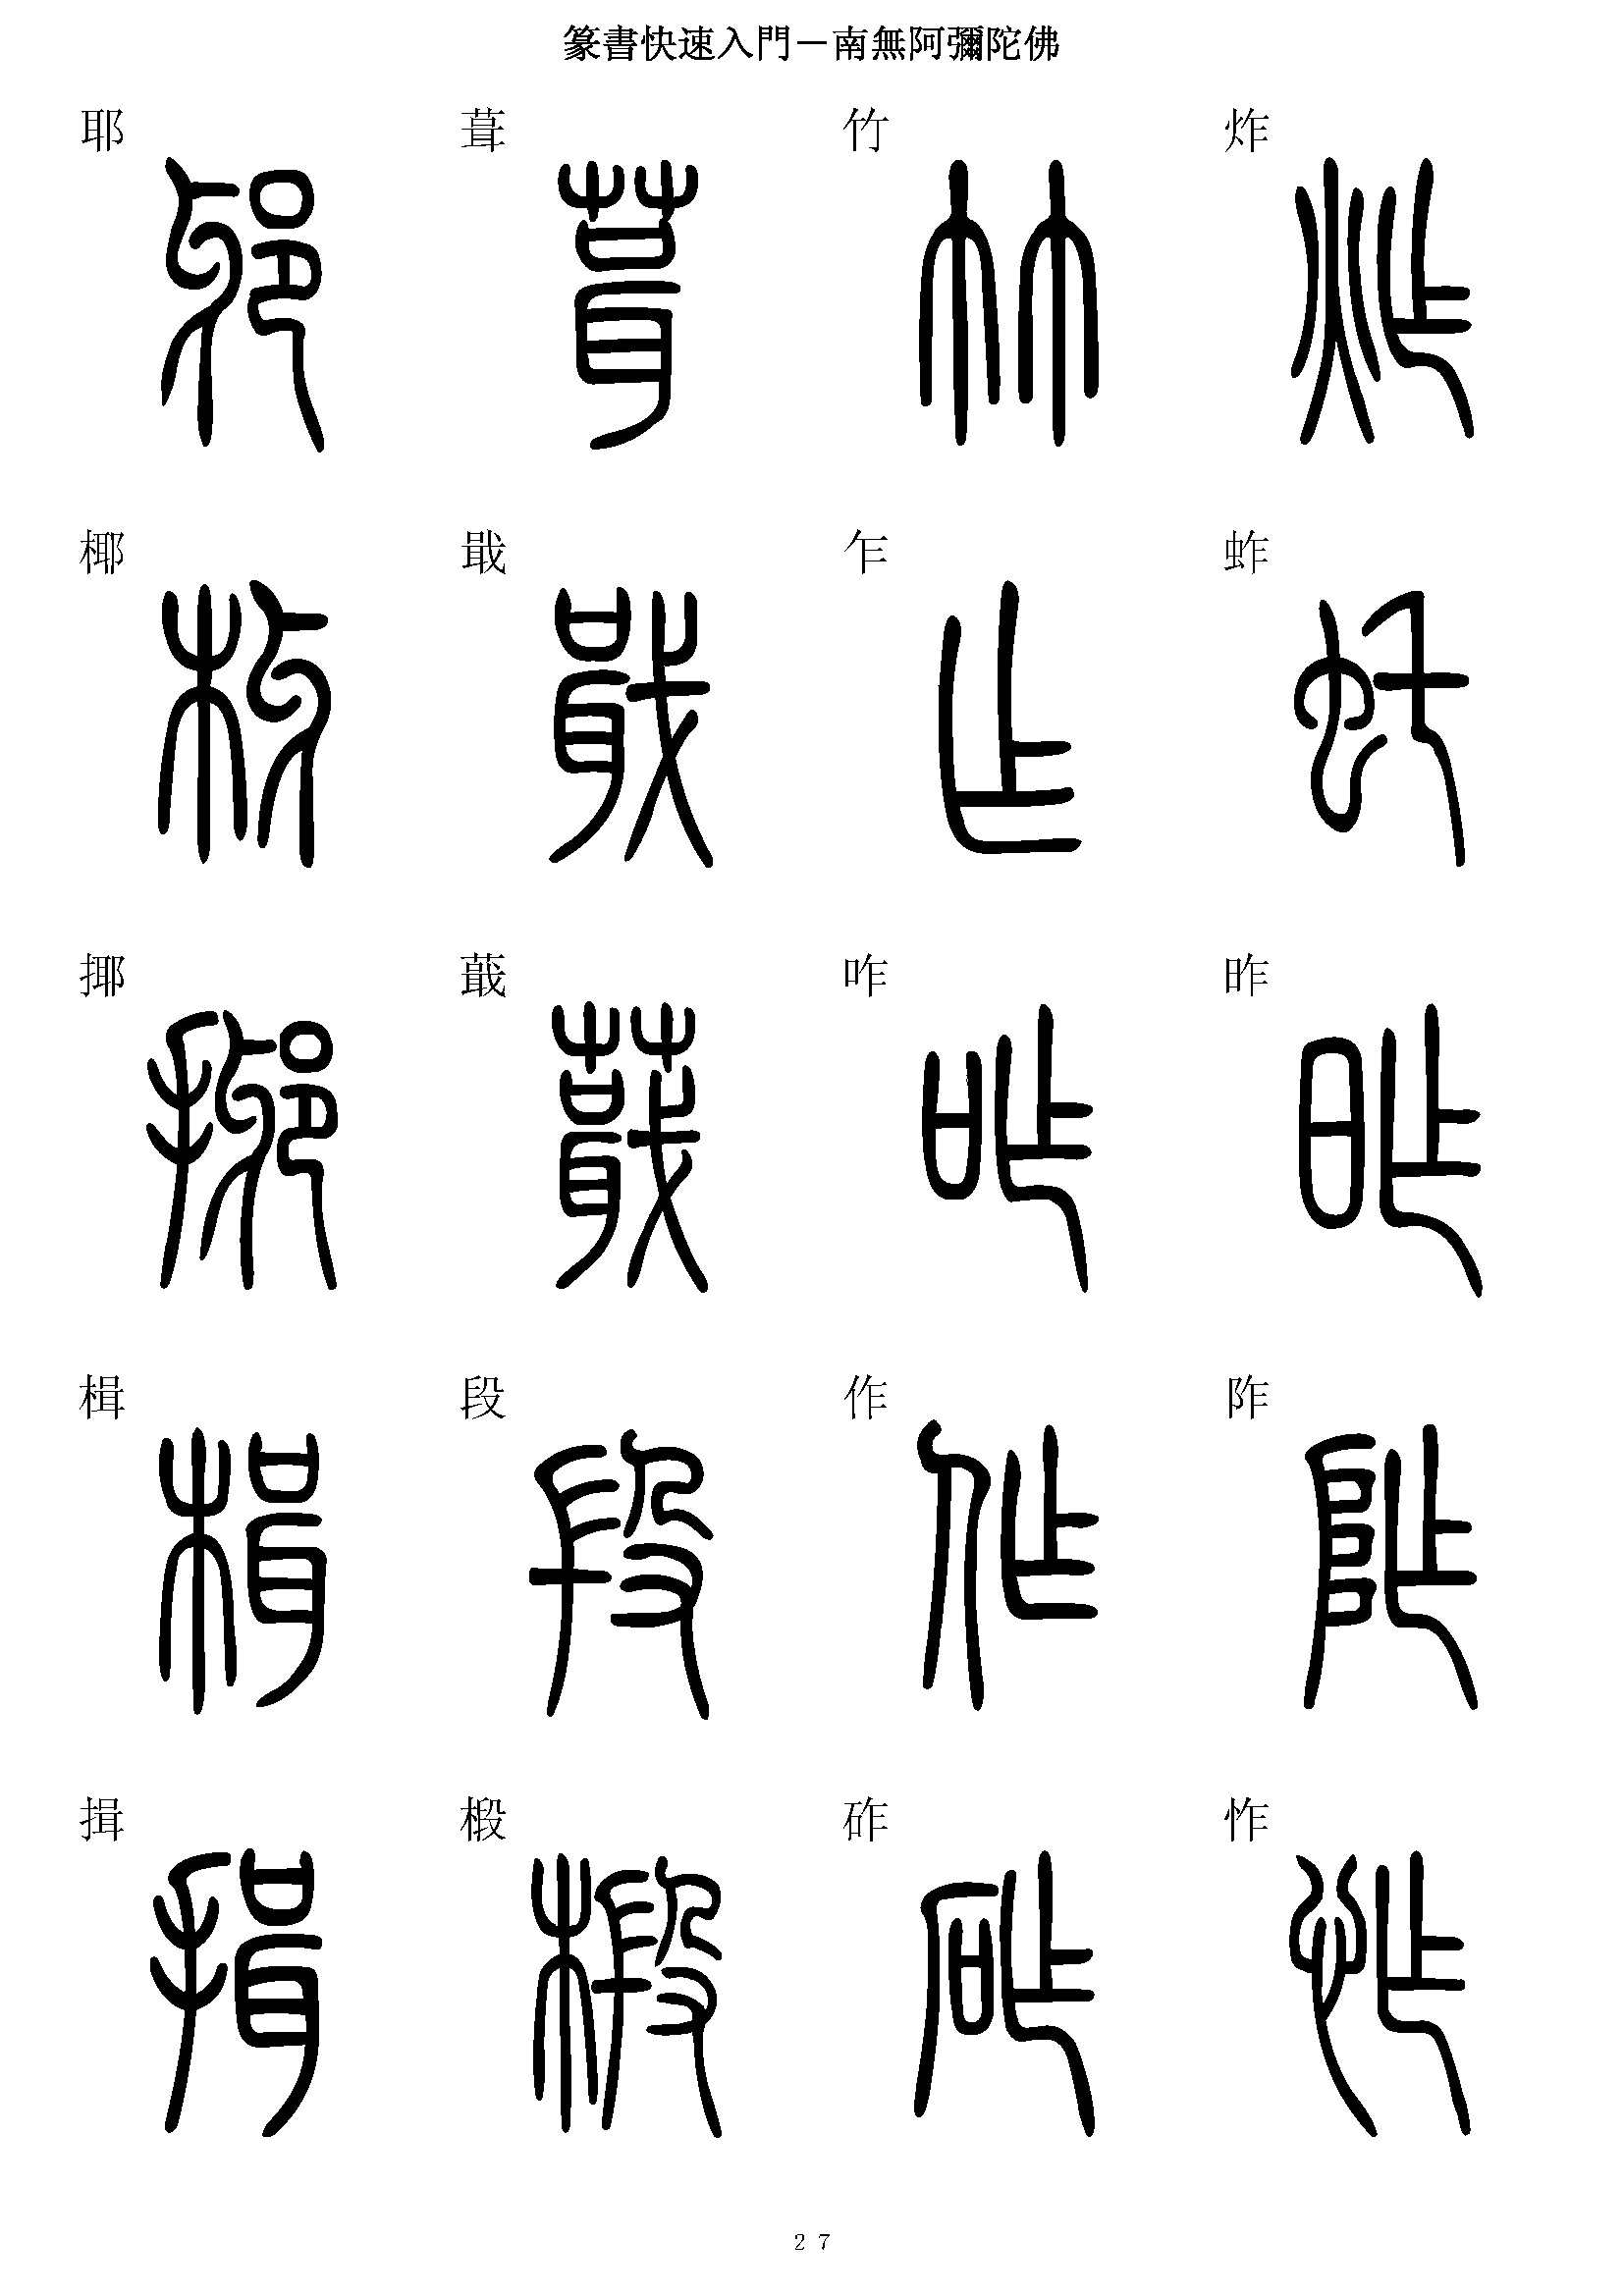 篆書快速入門－南無阿彌陀佛
耶 葺 竹 炸
椰 戢 乍 蚱
揶 蕺 咋 昨
楫 段 作 阼
揖 椴 砟 怍
27